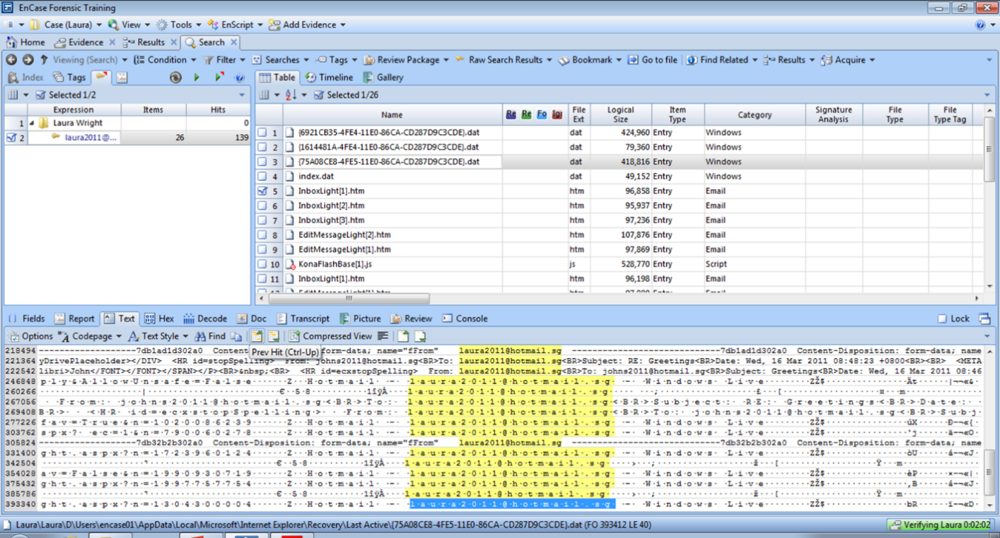 EnCase Forensic Training
Case (Laura) View Tools EnScript Add Evidence
Home Evidence Results Search
Viewing (Search) Condition Filter Searches Tags Review Package Raw Search Results Bookmark Go to file Find Related Results Acquire
Index Tags
Table Timeline Gallery
Selected 1/2
Selected 1/26
Expression Items Hits
1 Laura Wright 0
2 laura2011@... 26 139
Name Re Re Fo Igr File Ext Logical Size Item Type Category Signature Analysis File Type File Type Tag
1 {6921CB35-4FE4-11E0-86CA-CD287D9C3CDE}.dat dat 424,960 Entry Windows
2 {1614481A-4FE4-11E0-86CA-CD287D9C3CDE}.dat dat 79,360 Entry Windows
3 {75A08CE8-4FE5-11E0-86CA-CD287D9C3CDE}.dat dat 418,816 Entry Windows
4 index.dat dat 49,152 Entry Windows
5 InboxLight[1].htm htm 96,858 Entry Email
6 InboxLight[2].htm htm 95,937 Entry Email
7 InboxLight[3].htm htm 97,236 Entry Email
8 EditMessageLight[2].htm htm 107,876 Entry Email
9 EditMessageLight[1].htm htm 97,869 Entry Email
10 KonaFlashBase[1].js js 528,770 Entry Script
11 InboxLight[1].htm htm 96,198 Entry Email
Fields Report Text Hex Decode Doc Transcript Picture Review Console Lock
Options Codepage Text Style Find Compressed View
Prev Hit (Ctrl-Up)
218494 --------------------7db1ad1d302a0 Content form-data; name="fFrom" laura2011@hotmail.sg -----------------------------7db1ad1d302a0 Content-Disposition: form-data; name
221364 yDrivePlaceholder></DIV> <HR id=stopSpelling> From: johns2011@hotmail.sg<BR>To: laura2011@hotmail.sg<BR>Subject: RE: Greetings<BR>Date: Wed, 16 Mar 2011 08:48:23 +0800<BR><BR> <META
222542 libri>John</FONT></FONT></SPAN></P><BR>&nbsp;<BR> <HR id=ecxstopSpelling> From: laura2011@hotmail.sg<BR>To: johns2011@hotmail.sg<BR>Subject: Greetings<BR>Date: Wed, 16 Mar 2011 08:46
246848 p·l·y·&·A·l·l·o·w·U·n·s·a·f·e·=·F·a·l·s·e · Z · H·o·t·m·a·i·l · - · l·a·u·r·a·2·0·1·1·@·h·o·t·m·a·i·l·.·s·g · - · W·i·n·d·o·w·s · L·i·v·e · ZŽ$
260266 l·a·u·r·a·2·0·1·1·@·h·o·t·m·a·i·l·.·s·g
267056 F·r·o·m·: · j·o·h·n·s·2·0·1·1·@·h·o·t·m·a·i·l·.·s·g·<·B·R·>·T·o·: · l·a·u·r·a·2·0·1·1·@·h·o·t·m·a·i·l·.·s·g·<·B·R·>·S·u·b·j·e·c·t·: · R·E·: · G·r·e·e·t·i·n·g·s·<·B·R·>·D·a·t·e·:
269408 B·R·> · <·H·R · i·d·=·e·c·x·s·t·o·p·S·p·e·l·l·i·n·g·> · F·r·o·m·: · l·a·u·r·a·2·0·1·1·@·h·o·t·m·a·i·l·.·s·g·<·B·R·>·T·o·: · j·o·h·n·s·2·0·1·1·@·h·o·t·m·a·i·l·.·s·g·<·B·R·>·S·u·b·j
277226 f·a·v·=·T·r·u·e·&·n·=·1·0·2·0·0·8·6·2·3·9 · Z · H·o·t·m·a·i·l · - · l·a·u·r·a·2·0·1·1·@·h·o·t·m·a·i·l·.·s·g · - · W·i·n·d·o·w·s · L·i·v·e · ZŽ$
303762 s·p·x·? · e·c·=·1·&·n·=·7·9·0·0·6·0·2·7·8 · Z · H·o·t·m·a·i·l · - · l·a·u·r·a·2·0·1·1·@·h·o·t·m·a·i·l·.·s·g · - · W·i·n·d·o·w·s · L·i·v·e · ZŽ$
305824 --------------------7db32b2b302a0 Content-Disposition: form-data; name="fFrom" laura2011@hotmail.sg -----------------------------7db32b2b302a0 Content-Disposition: form-data; name
331400 g·h·t·.·a·s·p·x·?·n·=·1·7·2·3·9·6·0·1·2·4 · Z · H·o·t·m·a·i·l · - · l·a·u·r·a·2·0·1·1·@·h·o·t·m·a·i·l·.·s·g · - · W·i·n·d·o·w·s · L·i·v·e · ZŽ$
342504 l·a·u·r·a·2·0·1·1·@·h·o·t·m·a·i·l·.·s·g
354028 a·v·=·F·a·l·s·e·&·n·=·1·9·9·0·9·3·0·7·1·9 · Z · H·o·t·m·a·i·l · - · l·a·u·r·a·2·0·1·1·@·h·o·t·m·a·i·l·.·s·g · - · W·i·n·d·o·w·s · L·i·v·e · ZŽ$
375432 g·h·t·.·a·s·p·x·?·n·=·1·9·9·7·7·5·7·7·5·4 · Z · H·o·t·m·a·i·l · - · l·a·u·r·a·2·0·1·1·@·h·o·t·m·a·i·l·.·s·g · - · W·i·n·d·o·w·s · L·i·v·e · ZŽ$
385786 l·a·u·r·a·2·0·1·1·@·h·o·t·m·a·i·l·.·s·g
393340 g·h·t·.·a·s·p·x·?·n·=·1·3·0·4·3·0·0·0·0·4 · Z · H·o·t·m·a·i·l · - · l·a·u·r·a·2·0·1·1·@·h·o·t·m·a·i·l·.·s·g · - · W·i·n·d·o·w·s · L·i·v·e · ZŽ$
Laura\Laura\D\Users\encase01\AppData\Local\Microsoft\Internet Explorer\Recovery\Last Active\{75A08CE8-4FE5-11E0-86CA-CD287D9C3CDE}.dat (FO 393412 LE 40)
Verifying Laura 0:02:02